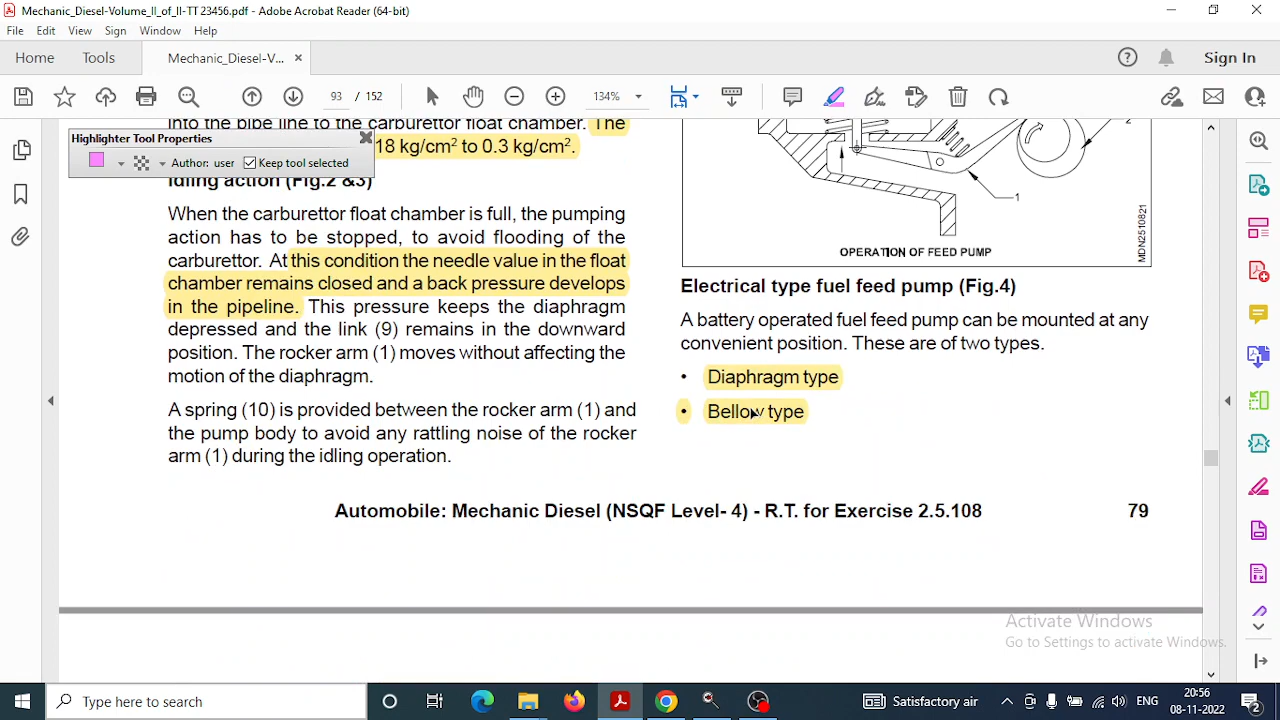 Mechanic_Diesel-Volume_II_of_II-TT 23456.pdf - Adobe Acrobat Reader (64-bit)
File Edit View Sign Window Help
Home Tools Mechanic_Diesel-V... × Sign In
93 / 152 134%
into the pipe line to the carburettor float chamber. The
18 kg/cm² to 0.3 kg/cm².
Highlighter Tool Properties
Author: user Keep tool selected
Idling action (Fig.2 &3)
When the carburettor float chamber is full, the pumping
action has to be stopped, to avoid flooding of the
carburettor. At this condition the needle value in the float
chamber remains closed and a back pressure develops
in the pipeline. This pressure keeps the diaphragm
depressed and the link (9) remains in the downward
position. The rocker arm (1) moves without affecting the
motion of the diaphragm.
A spring (10) is provided between the rocker arm (1) and
the pump body to avoid any rattling noise of the rocker
arm (1) during the idling operation.
2
1
MDN2510821
OPERATION OF FEED PUMP
Electrical type fuel feed pump (Fig.4)
A battery operated fuel feed pump can be mounted at any
convenient position. These are of two types.
• Diaphragm type
• Bellow type
Automobile: Mechanic Diesel (NSQF Level- 4) - R.T. for Exercise 2.5.108 79
Activate Windows
Go to Settings to activate Windows.
Type here to search
Satisfactory air
ENG
20:56
08-11-2022
2